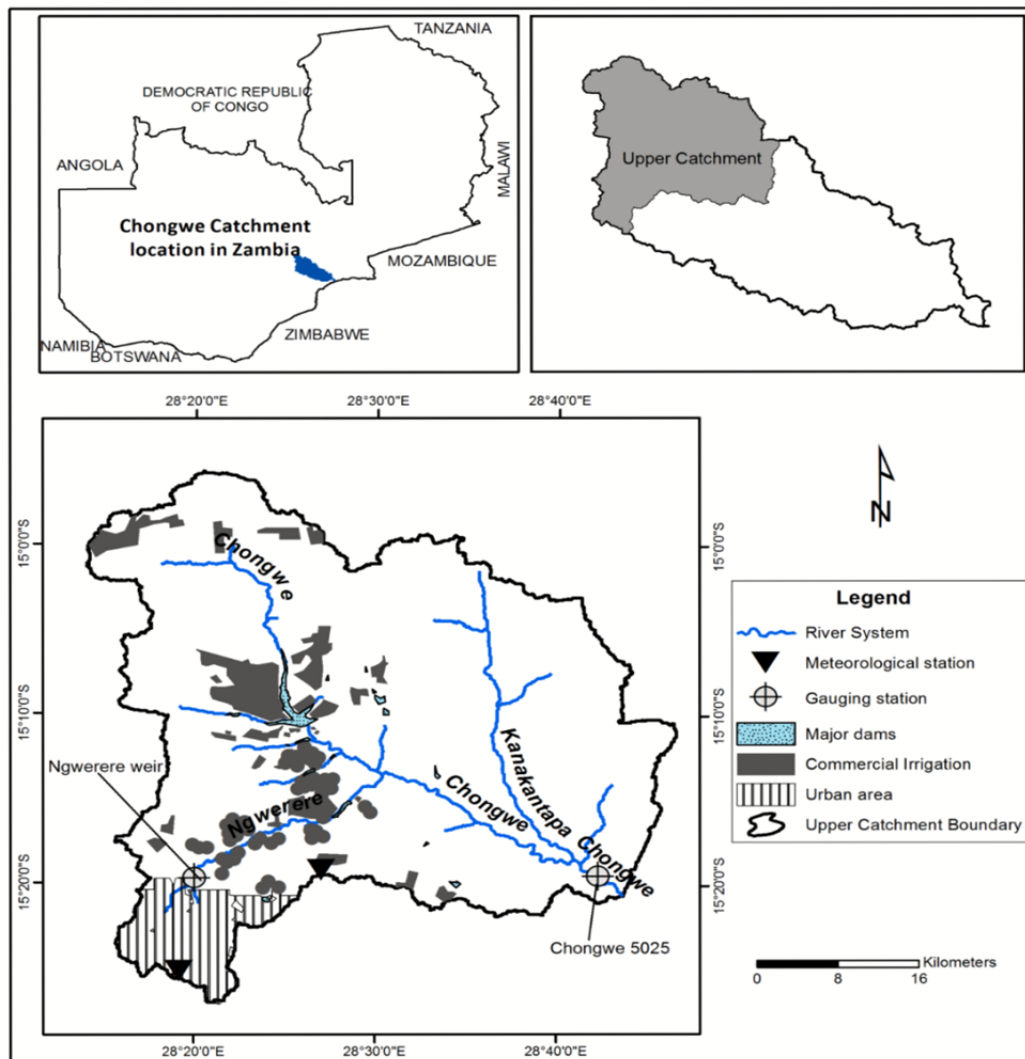 TANZANIA
DEMOCRATIC REPUBLIC
OF CONGO
ANGOLA
MALAWI
Chongwe Catchment
location in Zambia
MOZAMBIQUE
ZIMBABWE
NAMIBIA
BOTSWANA
Upper Catchment
28°20'0"E
28°30'0"E
28°40'0"E
15°0'0"S
15°0'0"S
Chongwe
15°10'0"S
15°10'0"S
Ngwerere weir
Ngwerere
Chongwe
Kanakantapa
Chongwe
15°20'0"S
15°20'0"S
Chongwe 5025
28°20'0"E
28°30'0"E
28°40'0"E
N
Legend
River System
Meteorological station
Gauging station
Major dams
Commercial Irrigation
Urban area
Upper Catchment Boundary
Kilometers
0 8 16